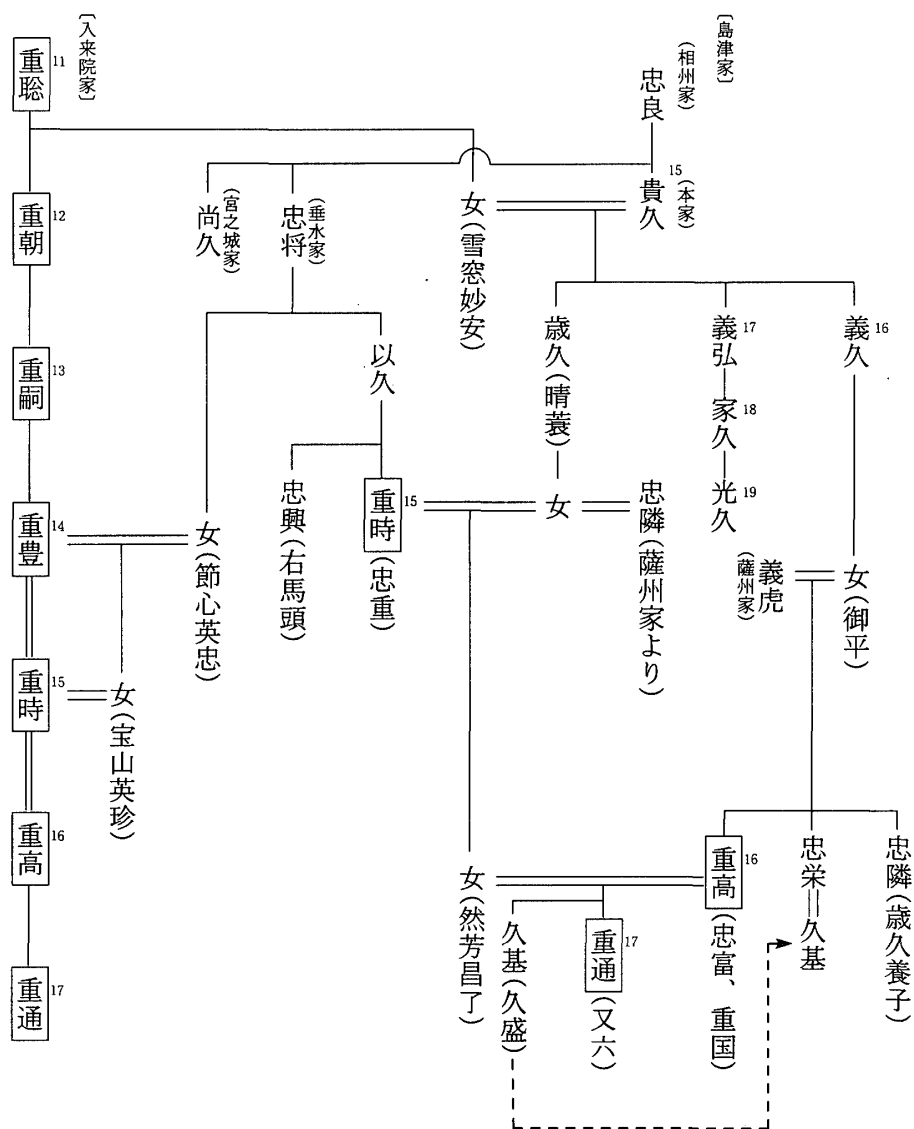 〔島津家〕
(相州家)
忠良
15
貴久
(本家)
16
義久
女(御平)
17
義弘
18
家久
19
光久
義虎
(薩州家)
歳久(晴蓑)
女
忠隣(薩州家より)
忠隣(歳久養子)
忠栄
久基
16
重高
(忠富、重国)
17
重通
(又六)
久基(久盛)
女(然芳昌了)
女(雪窓妙安)
(垂水家)
忠将
(宮之城家)
尚久
以久
15
重時
(忠重)
忠興(右馬頭)
女(節心英忠)
女(宝山英珍)
〔入来院家〕
11
重聡
12
重朝
13
重嗣
14
重豊
15
重時
16
重高
17
重通